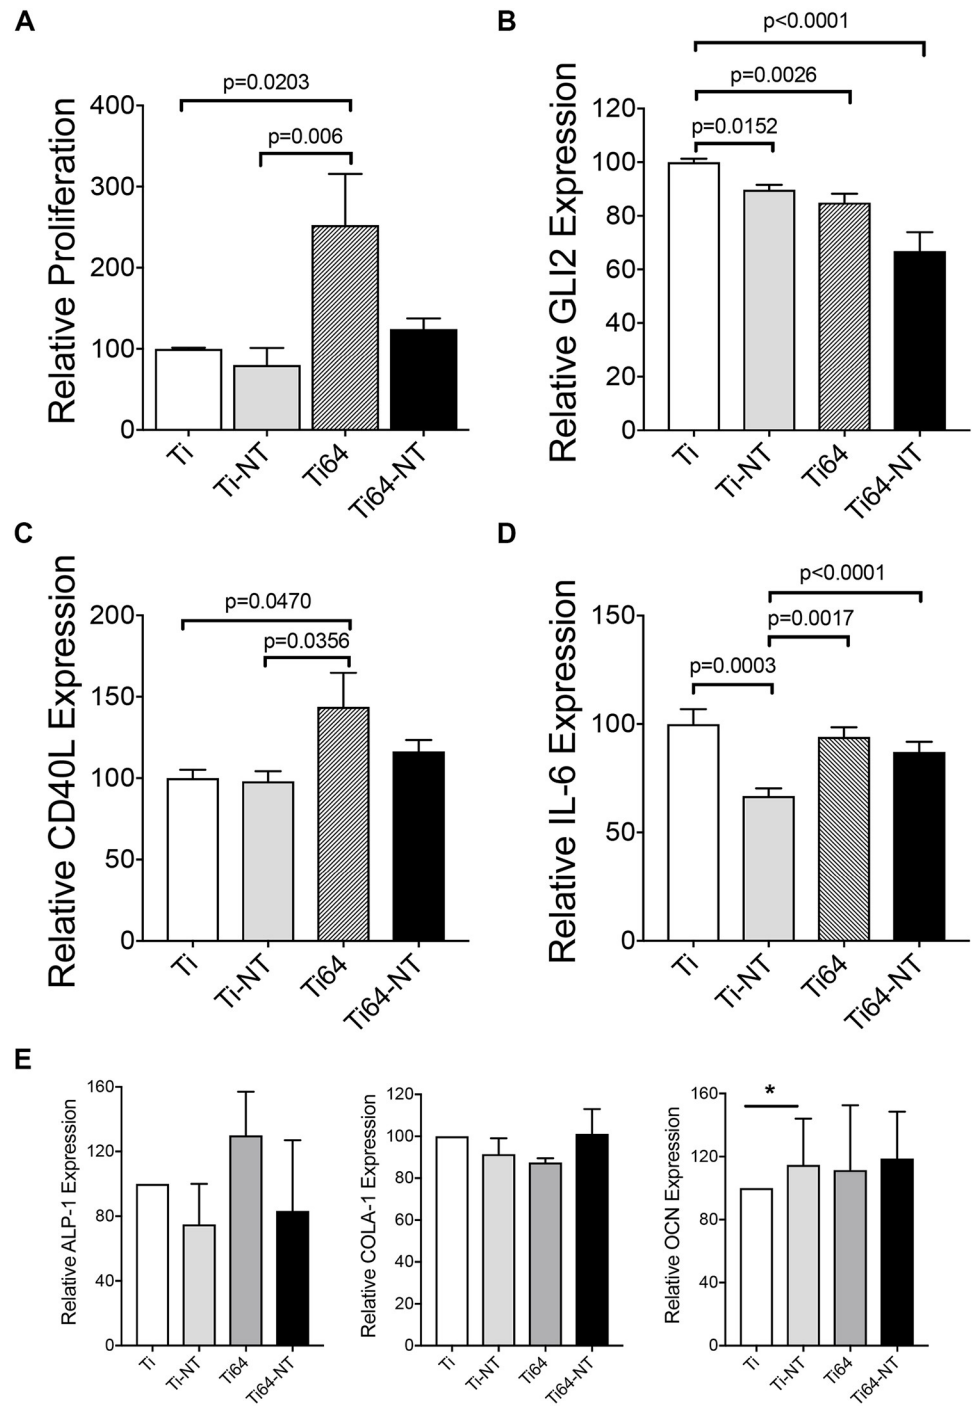 A
Relative Proliferation
p=0.0203
p=0.006
400
300
200
100
0
Ti
Ti-NT
Ti64
Ti64-NT
B
Relative GLI2 Expression
p<0.0001
p=0.0026
p=0.0152
120
100
80
60
40
20
0
Ti
Ti-NT
Ti64
Ti64-NT
C
Relative CD40L Expression
p=0.0470
p=0.0356
200
150
100
50
0
Ti
Ti-NT
Ti64
Ti64-NT
D
Relative IL-6 Expression
p<0.0001
p=0.0017
p=0.0003
150
100
50
0
Ti
Ti-NT
Ti64
Ti64-NT
E
Relative ALP-1 Expression
160
120
80
40
0
Ti
Ti-NT
Ti64
Ti64-NT
Relative COLA-1 Expression
120
100
80
60
40
20
0
Ti
Ti-NT
Ti64
Ti64-NT
Relative OCN Expression
*
160
120
80
40
0
Ti
Ti-NT
Ti64
Ti64-NT